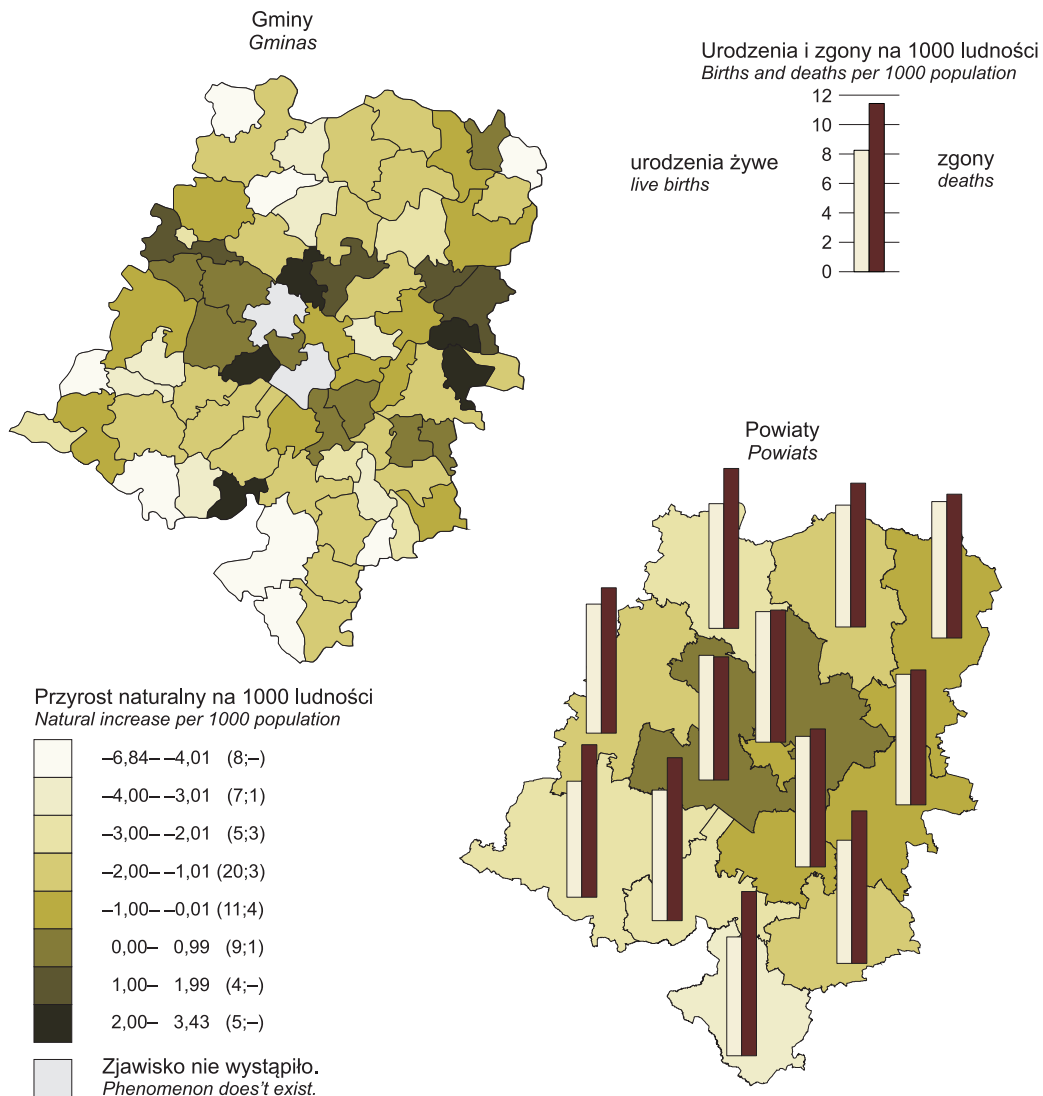 Gminy
Gminas
Urodzenia i zgony na 1000 ludności
Births and deaths per 1000 population
12
10
8
6
4
2
0
urodzenia żywe
live births
zgony
deaths
Powiaty
Powiats
Przyrost naturalny na 1000 ludności
Natural increase per 1000 population
–6,84– –4,01 (8;–)
–4,00– –3,01 (7;1)
–3,00– –2,01 (5;3)
–2,00– –1,01 (20;3)
–1,00– –0,01 (11;4)
0,00– 0,99 (9;1)
1,00– 1,99 (4;–)
2,00– 3,43 (5;–)
Zjawisko nie wystąpiło.
Phenomenon does't exist.